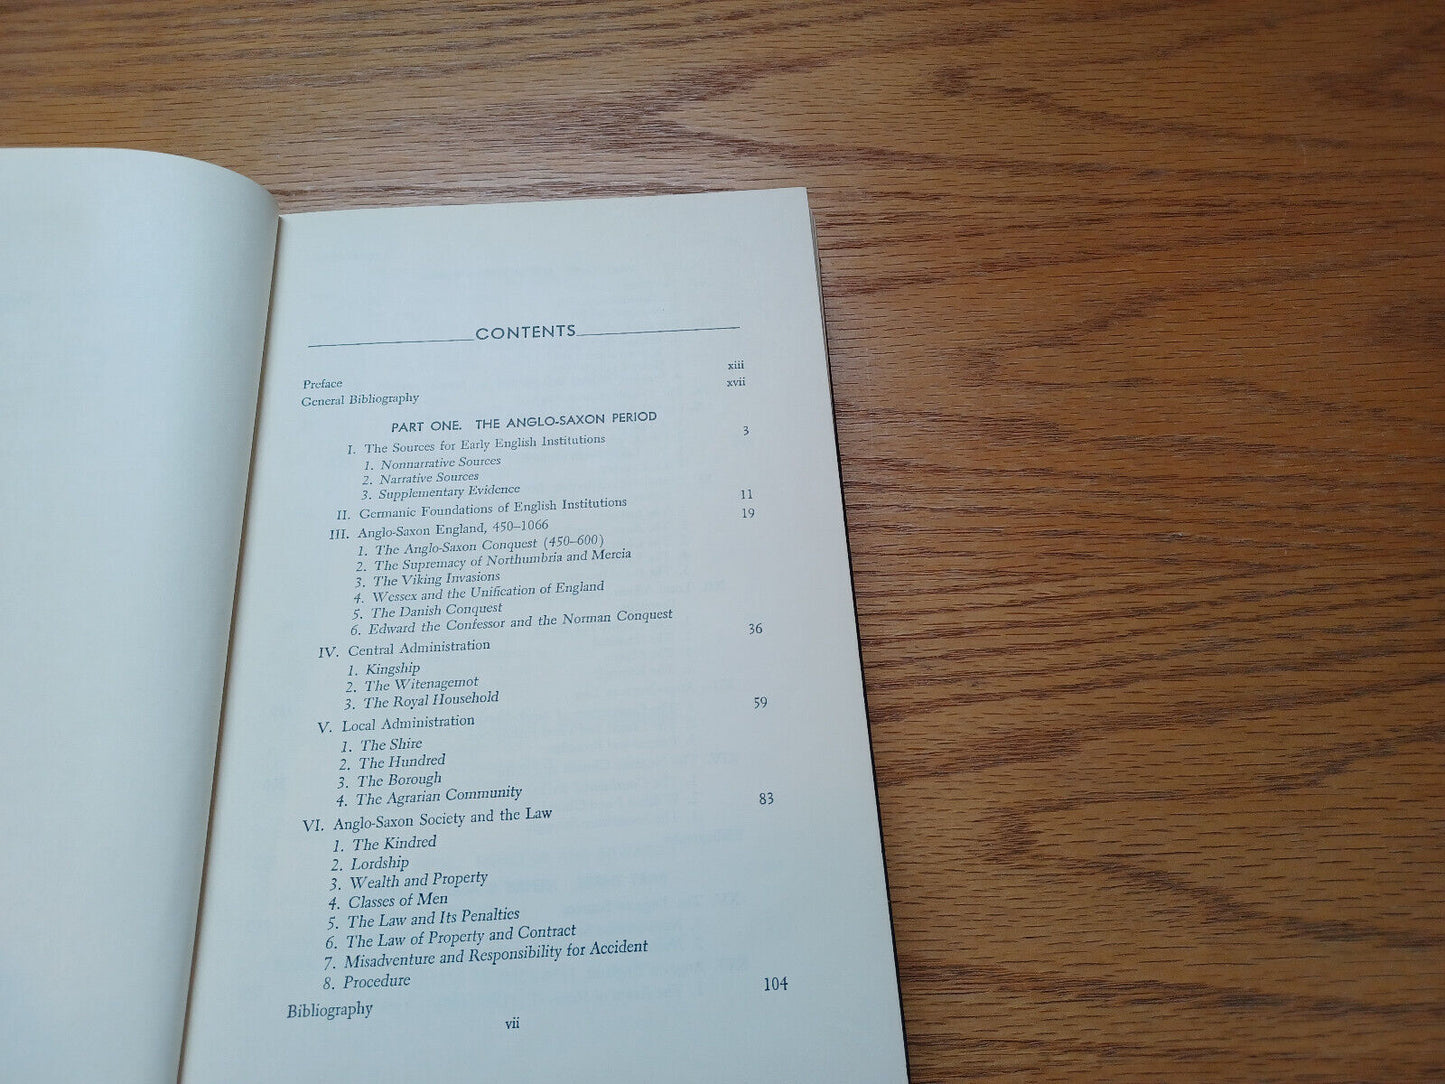 CONTENTS
Preface xiii
General Bibliography xvii
PART ONE. THE ANGLO-SAXON PERIOD
I. The Sources for Early English Institutions 3
1. Nonnarrative Sources
2. Narrative Sources
3. Supplementary Evidence
II. Germanic Foundations of English Institutions 11
III. Anglo-Saxon England, 450–1066 19
1. The Anglo-Saxon Conquest (450–600)
2. The Supremacy of Northumbria and Mercia
3. The Viking Invasions
4. Wessex and the Unification of England
5. The Danish Conquest
6. Edward the Confessor and the Norman Conquest
IV. Central Administration 36
1. Kingship
2. The Witenagemot
3. The Royal Household
V. Local Administration 59
1. The Shire
2. The Hundred
3. The Borough
4. The Agrarian Community
VI. Anglo-Saxon Society and the Law 83
1. The Kindred
2. Lordship
3. Wealth and Property
4. Classes of Men
5. The Law and Its Penalties
6. The Law of Property and Contract
7. Misadventure and Responsibility for Accident
8. Procedure
Bibliography 104
vii